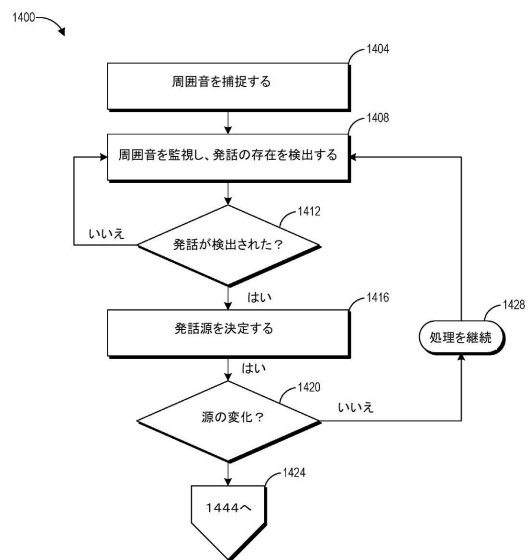 1400
1404
周囲音を捕捉する
1408
周囲音を監視し、発話の存在を検出する
1412
いいえ
発話が検出された？
はい
1416
発話源を決定する
1428
処理を継続
はい
1420
源の変化？
いいえ
1424
1444へ